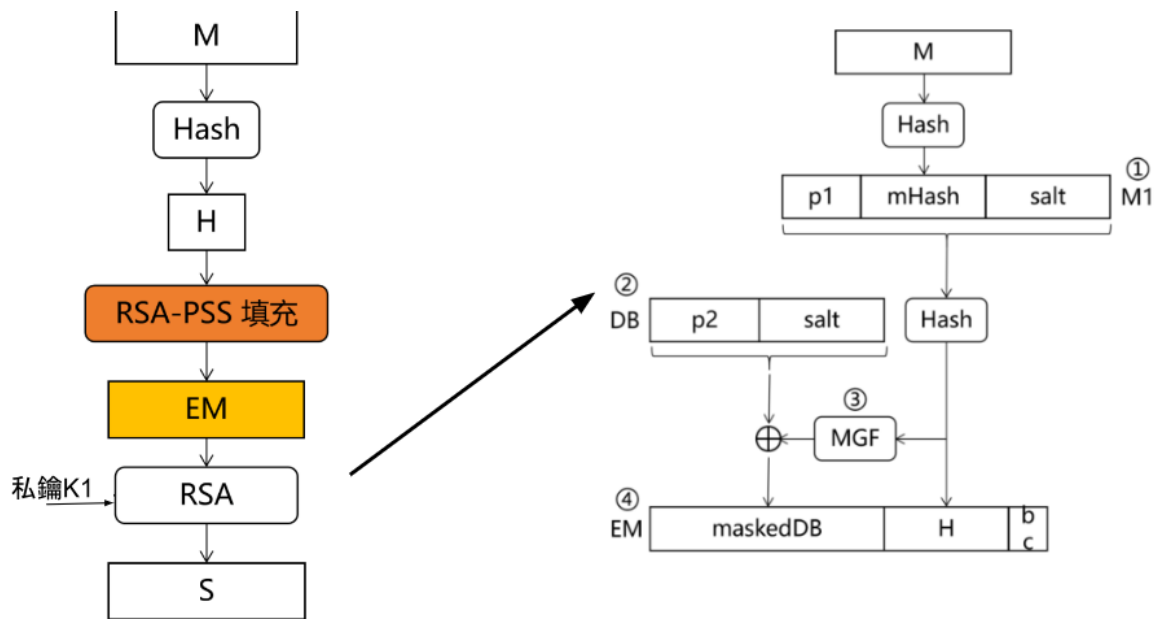 M
Hash
H
RSA-PSS 填充
EM
私鑰K1
RSA
S
M
Hash
①
p1 mHash salt M1
②
DB p2 salt
Hash
③
MGF
④
EM maskedDB H b
c